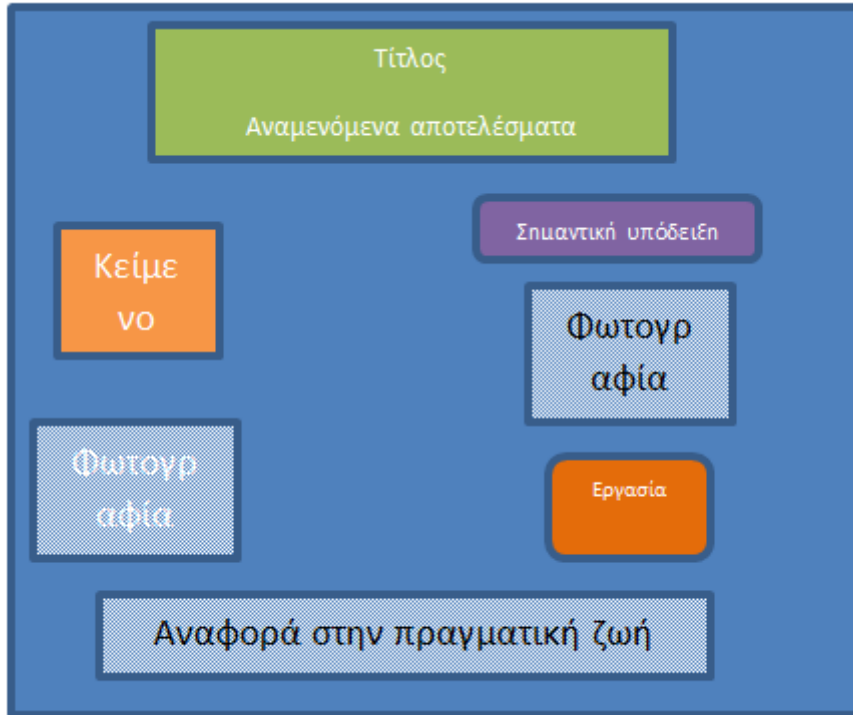 Τίτλος
Αναμενόμενα αποτελέσματα
Σημαντική υπόδειξη
Κείμε
νο
Φωτογρ
αφία
Φωτογρ
αφία
Εργασία
Αναφορά στην πραγματική ζωή